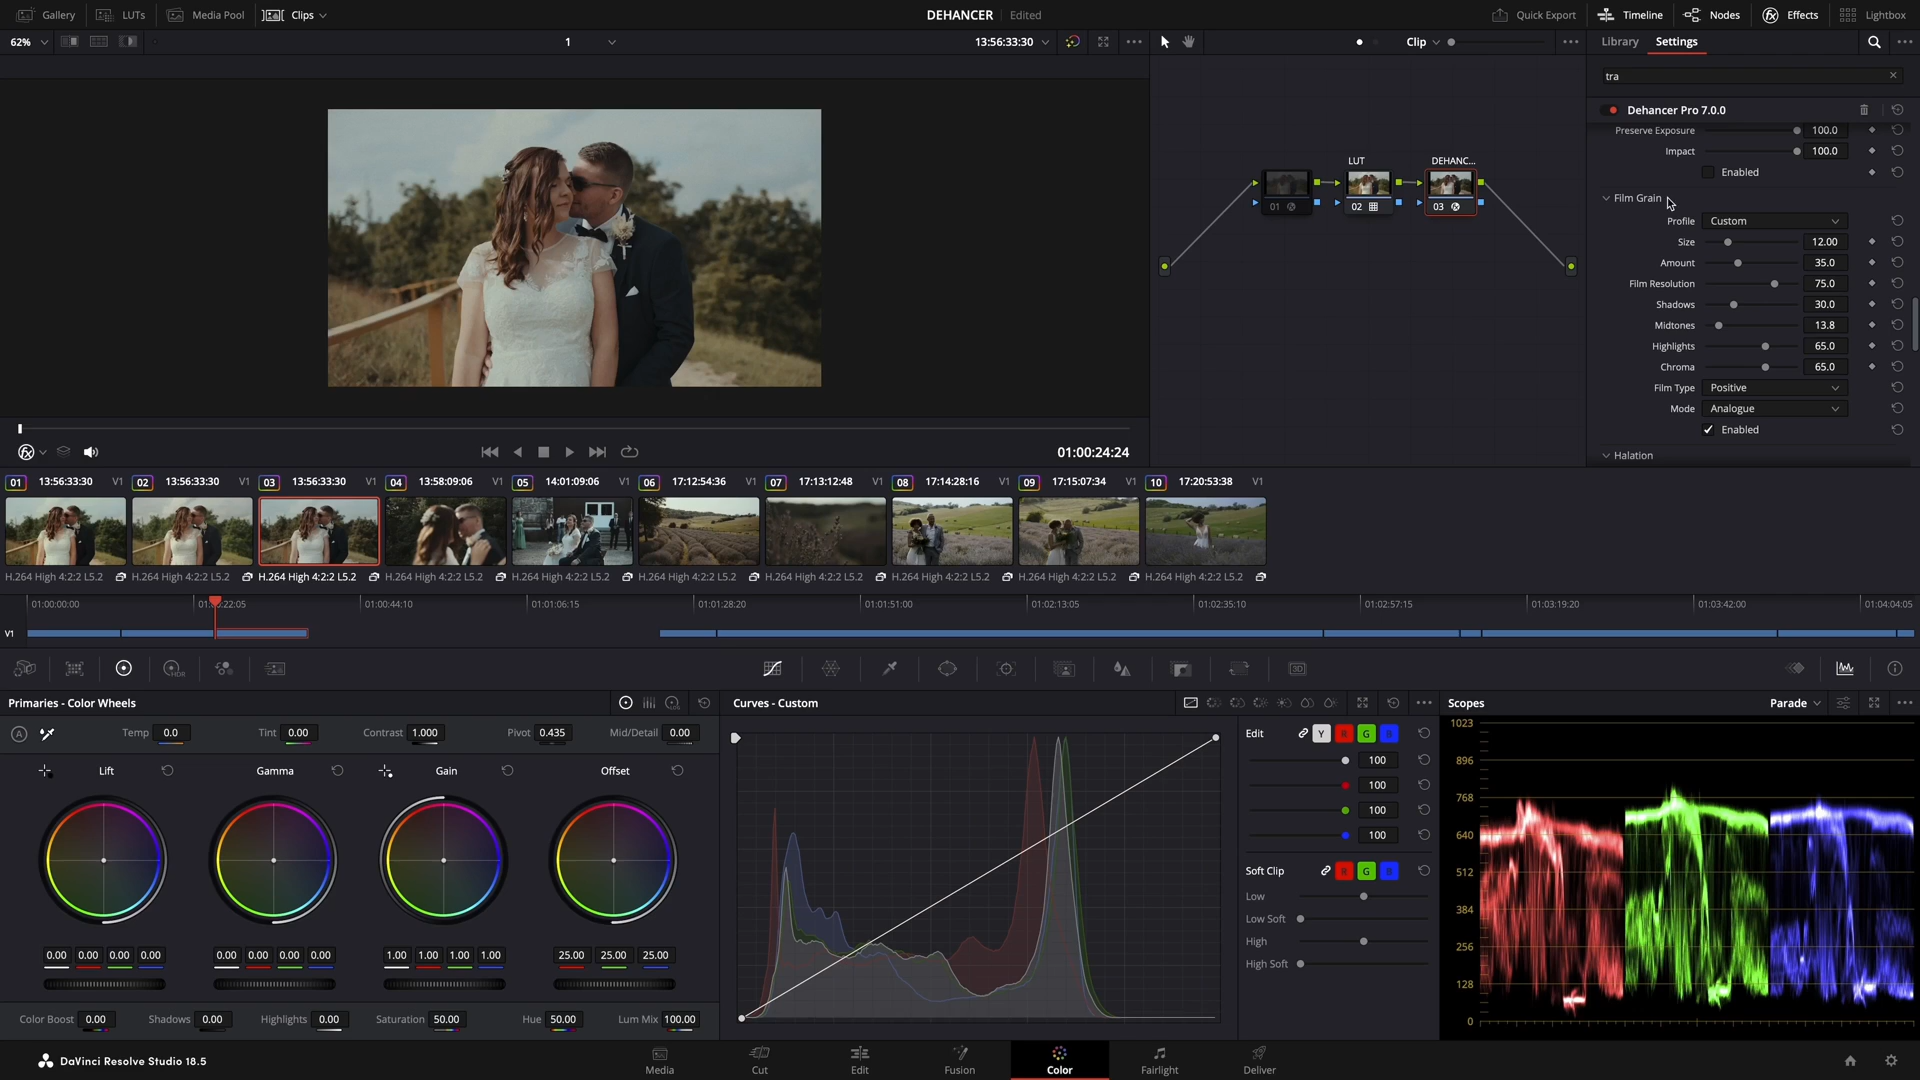 Gallery LUTs Media Pool Clips DEHANCER Edited Quick Export Timeline Nodes Effects Lightbox
62% 1 13:56:33:30 Clip Library Settings
tra
Dehancer Pro 7.0.0
Preserve Exposure 100.0
Impact 100.0
Enabled
Film Grain
Profile Custom
Size 12.00
Amount 35.0
Film Resolution 75.0
Shadows 30.0
Midtones 13.8
Highlights 65.0
Chroma 65.0
Film Type Positive
Mode Analogue
Enabled
Halation
LUT DEHANC...
01 02 03
01:00:24:24
01 13:56:33:30 V1 02 13:56:33:30 V1 03 13:56:33:30 V1 04 13:58:09:06 V1 05 14:01:09:06 V1 06 17:12:54:36 V1 07 17:13:12:48 V1 08 17:14:28:16 V1 09 17:15:07:34 V1 10 17:20:53:38 V1
H.264 High 4:2:2 L5.2 H.264 High 4:2:2 L5.2 H.264 High 4:2:2 L5.2 H.264 High 4:2:2 L5.2 H.264 High 4:2:2 L5.2 H.264 High 4:2:2 L5.2 H.264 High 4:2:2 L5.2 H.264 High 4:2:2 L5.2 H.264 High 4:2:2 L5.2 H.264 High 4:2:2 L5.2
01:00:00:00 22:05 01:00:44:10 01:01:06:15 01:01:28:20 01:01:51:00 01:02:13:05 01:02:35:10 01:02:57:15 01:03:19:20 01:03:42:00 01:04:04:05
V1
HDR 3D
Primaries - Color Wheels
Temp 0.0 Tint 0.00 Contrast 1.000 Pivot 0.435 Mid/Detail 0.00
Lift Gamma Gain Offset
0.00 0.00 0.00 0.00 0.00 0.00 0.00 0.00 1.00 1.00 1.00 1.00 25.00 25.00 25.00
Color Boost 0.00 Shadows 0.00 Highlights 0.00 Saturation 50.00 Hue 50.00 Lum Mix 100.00
Curves - Custom
Edit Y R G B
100
100
100
100
Soft Clip R G B
Low
Low Soft
High
High Soft
Scopes Parade
1023
896
768
640
512
384
256
128
0
DaVinci Resolve Studio 18.5
Media Cut Edit Fusion Color Fairlight Deliver